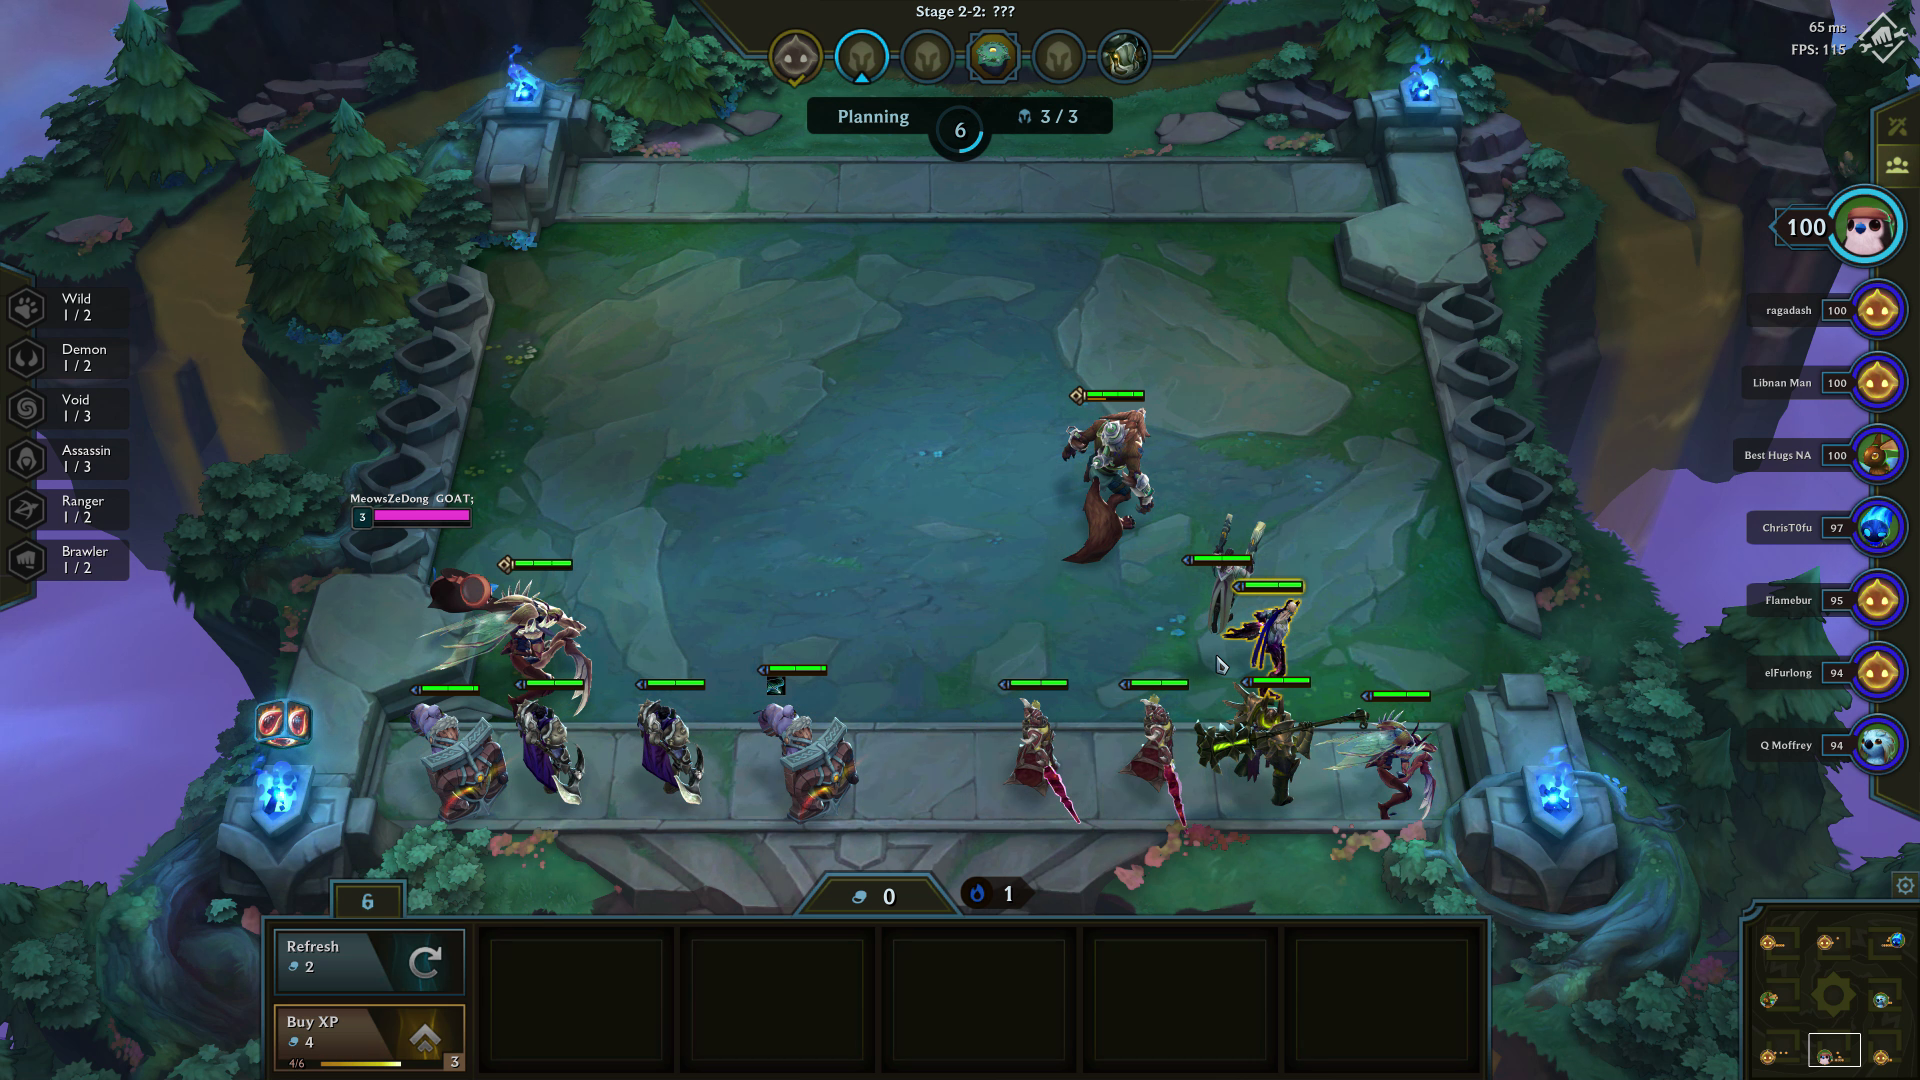 Stage 2-2: ???
65 ms
FPS: 115
Planning
6
3 / 3
100
ragadash 100
Libnan Man 100
Best Hugs NA 100
ChrisT0fu 97
Flamebur 95
elFurlong 94
Q Moffrey 94
Wild
1 / 2
Demon
1 / 2
Void
1 / 3
Assassin
1 / 3
Ranger
1 / 2
Brawler
1 / 2
MeowsZeDong GOAT;
3
6
0
1
Refresh
2
Buy XP
4
4/6
3